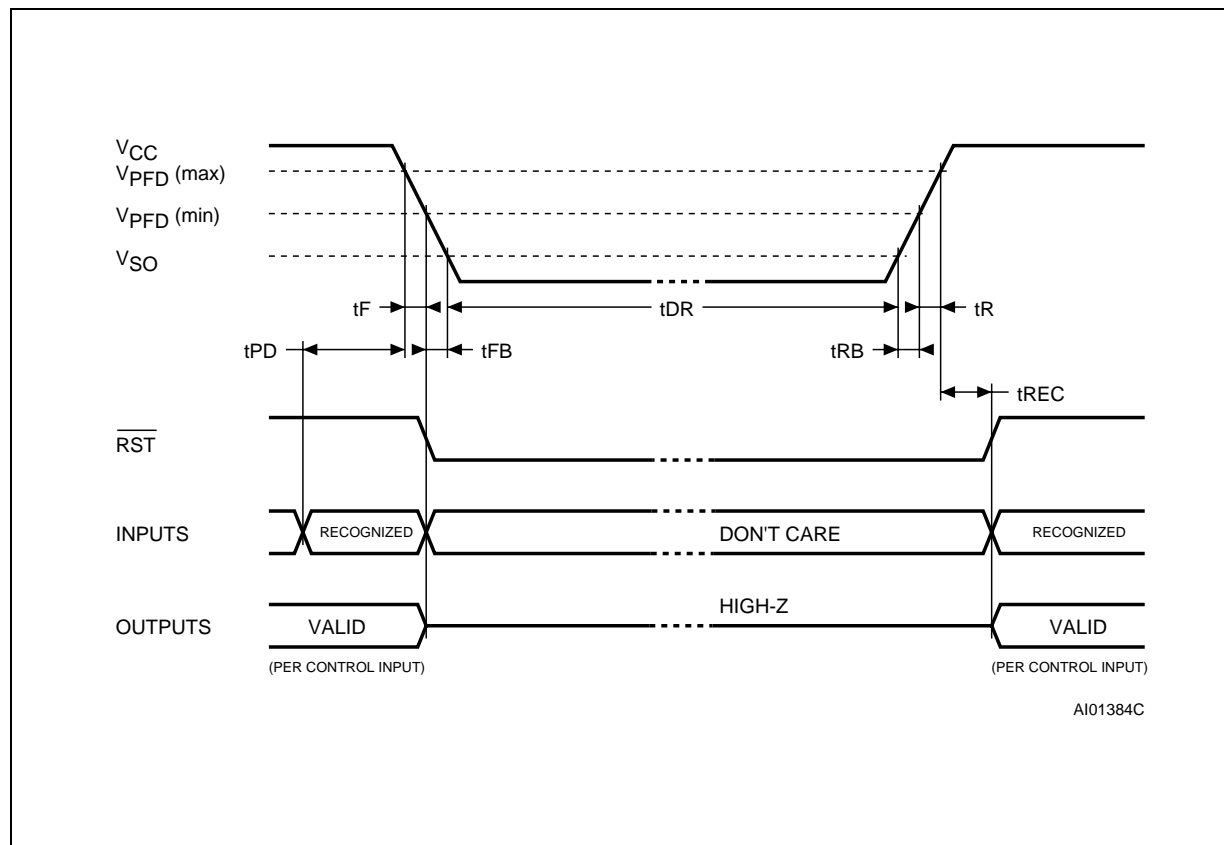 VCC
VPFD (max)
VPFD (min)
VSO
tF
tDR
tR
tPD
tFB
tRB
tREC
RST
INPUTS
RECOGNIZED
DON'T CARE
RECOGNIZED
HIGH-Z
OUTPUTS
VALID
VALID
(PER CONTROL INPUT)
(PER CONTROL INPUT)
AI01384C